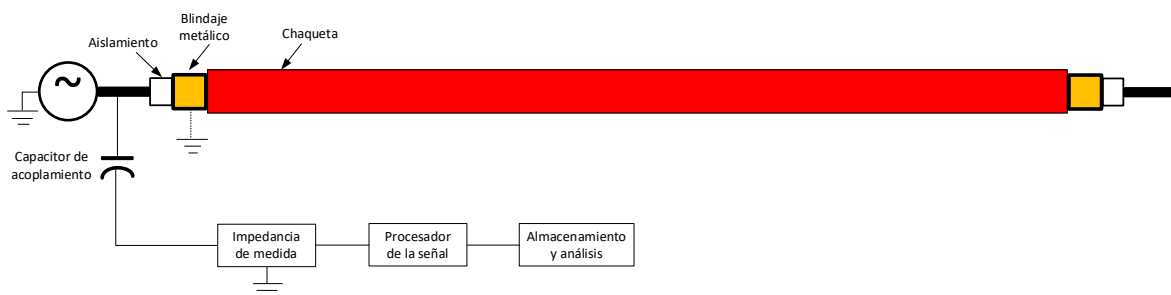 Blindaje
metálico
Aislamiento
Chaqueta
~
Capacitor de
acoplamiento
Impedancia
de medida
Procesador
de la señal
Almacenamiento
y análisis